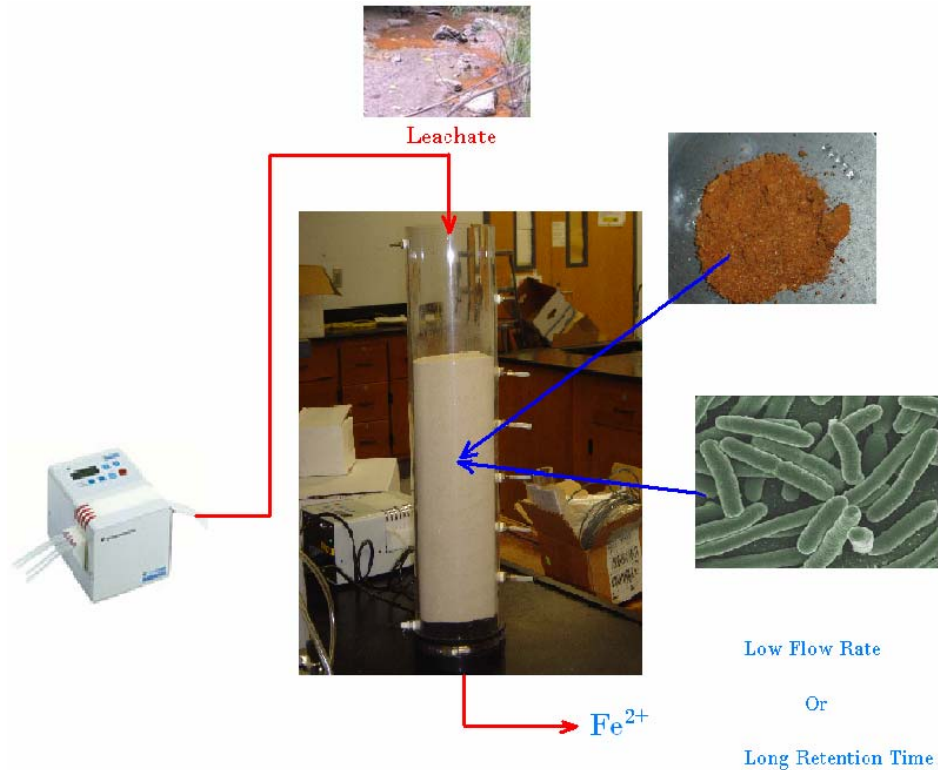 Leachate
Fe²⁺
Low Flow Rate
Or
Long Retention Time